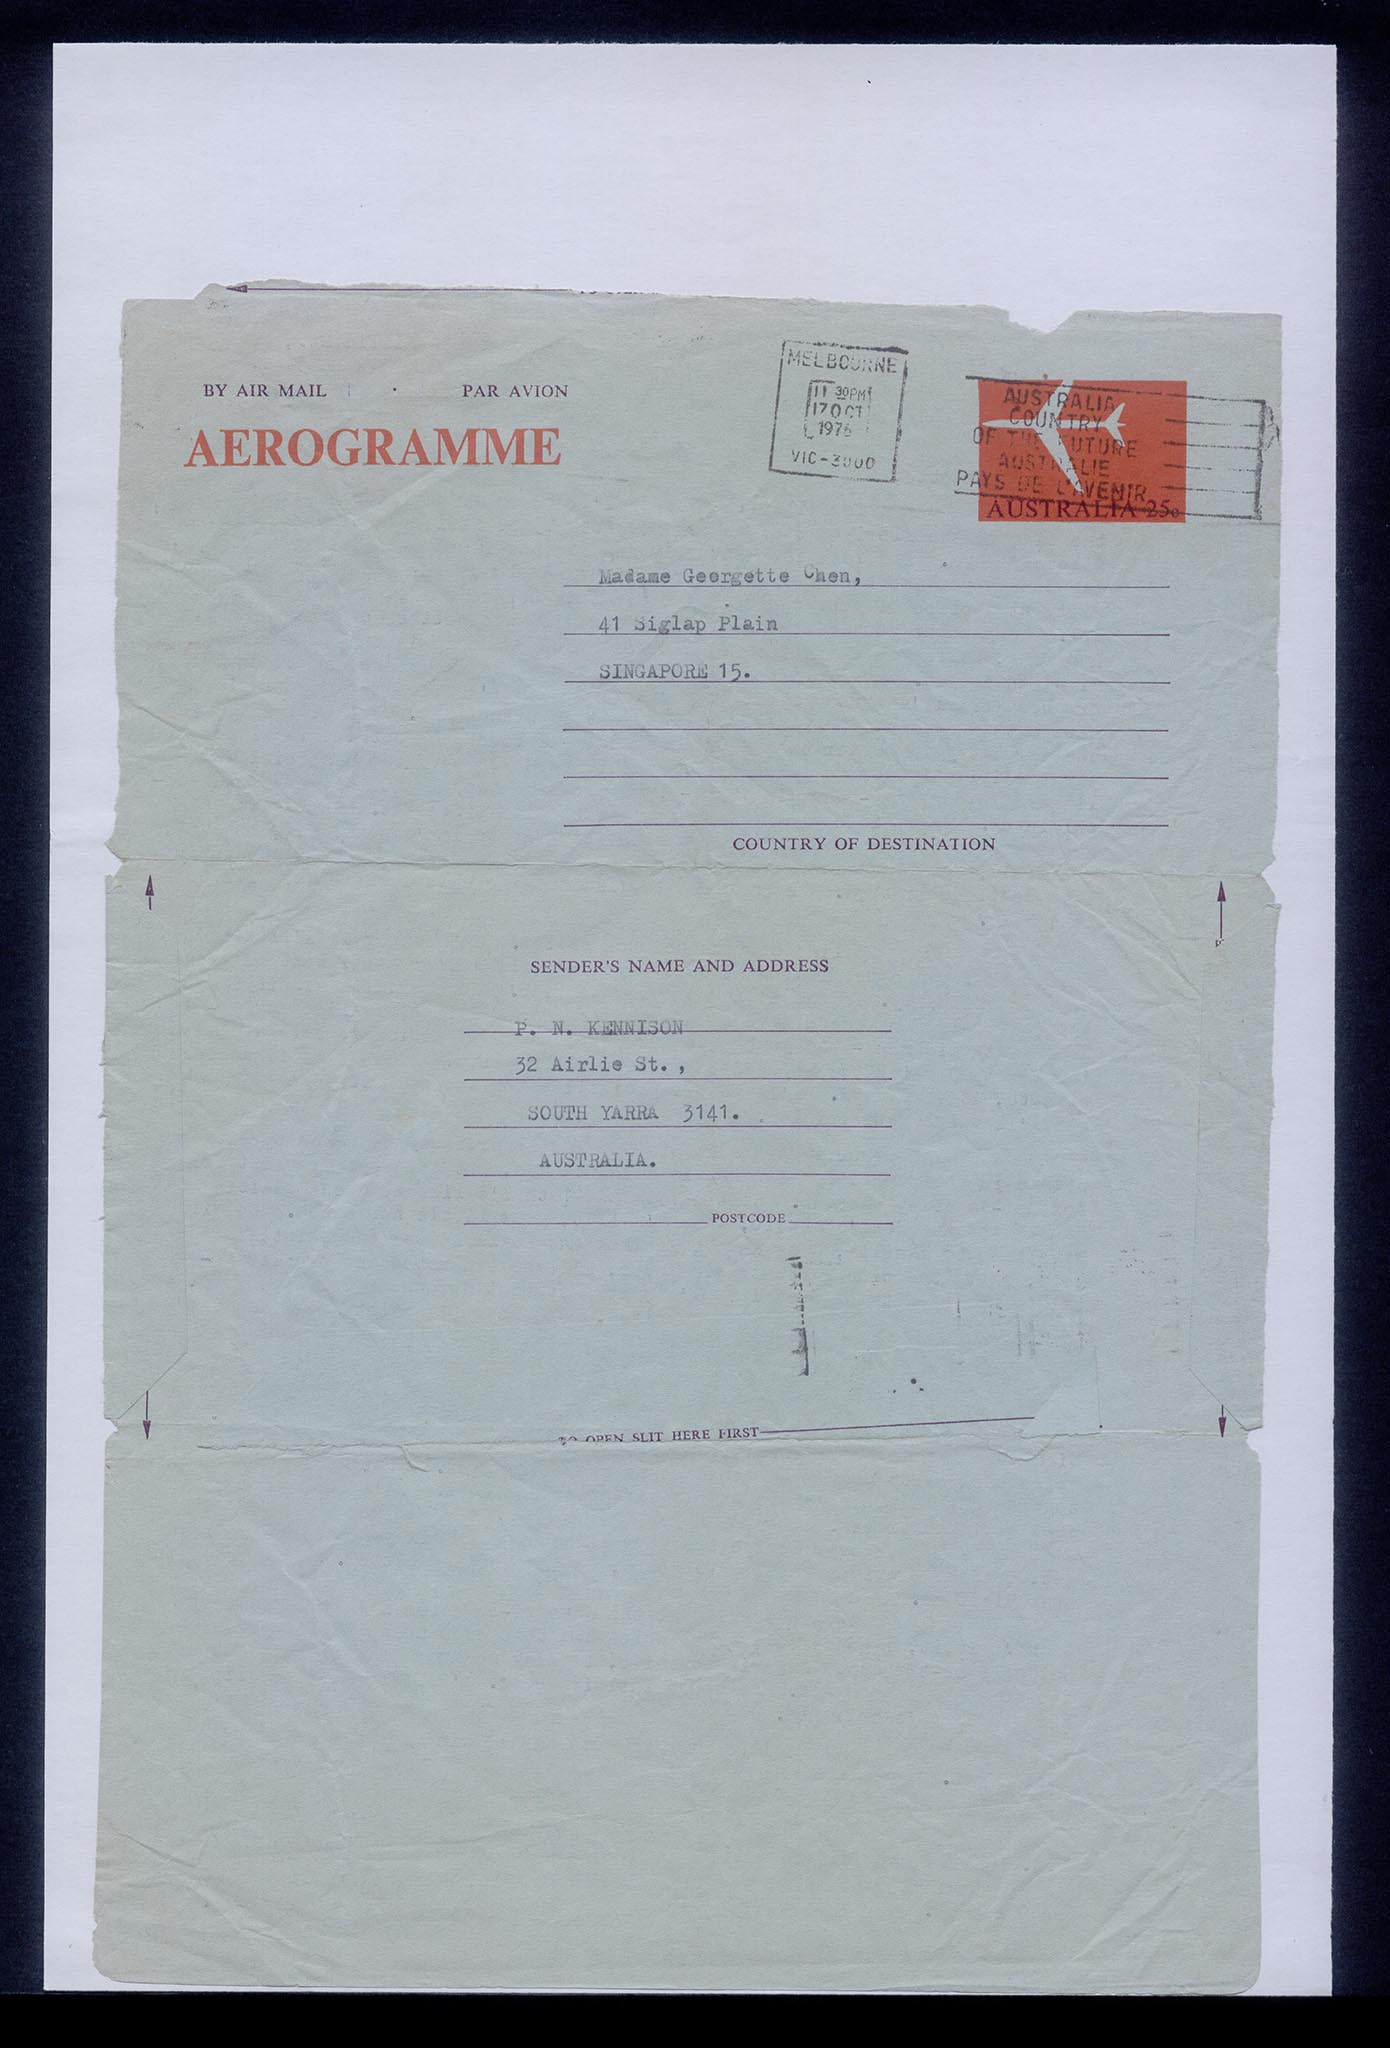 BY AIR MAIL · PAR AVION
AEROGRAMME
MELBOURNE
11 30PM
17 OCT
1976
VIC-3000
AUSTRALIA
COUNTRY
OF THE FUTURE
AUSTRALIE
PAYS DE L'AVENIR
AUSTRALIA 25c
Madame Georgette Chen,
41 Siglap Plain
SINGAPORE 15.
COUNTRY OF DESTINATION
SENDER'S NAME AND ADDRESS
P. N. KENNISON
32 Airlie St.,
SOUTH YARRA 3141.
AUSTRALIA.
POSTCODE
TO OPEN SLIT HERE FIRST